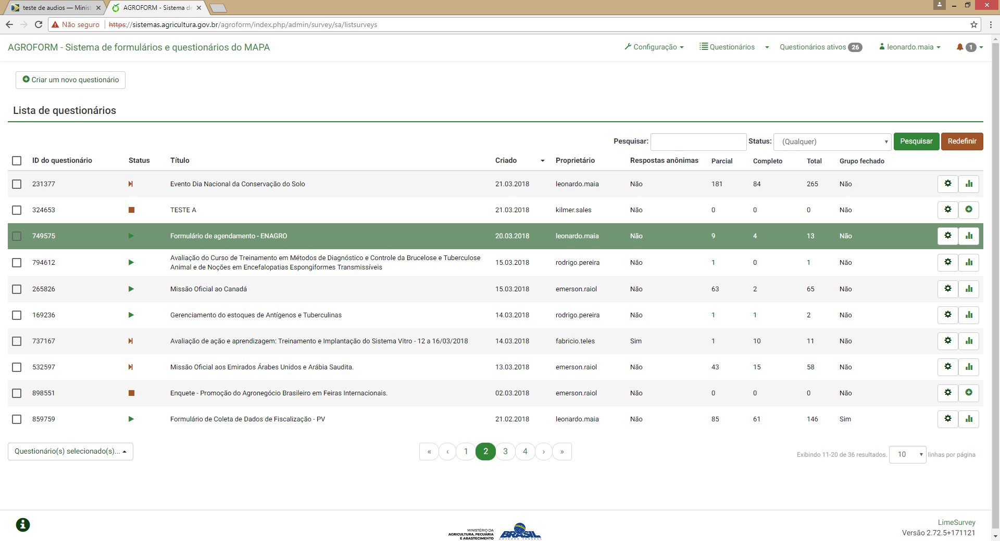 teste de audios — Minist
AGROFORM - Sistema de
Não seguro
https://sistemas.agricultura.gov.br/agroform/index.php/admin/survey/sa/listsurveys
AGROFORM - Sistema de formulários e questionários do MAPA
Configuração
Questionários
Questionários ativos 26
leonardo.maia
1
Criar um novo questionário
Lista de questionários
Pesquisar:
Status: (Qualquer)
Pesquisar
Redefinir
ID do questionário Status Título Criado Proprietário Respostas anônimas Parcial Completo Total Grupo fechado
231377 Evento Dia Nacional da Conservação do Solo 21.03.2018 leonardo.maia Não 181 84 265 Não
324653 TESTE A 21.03.2018 kilmer.sales Não 0 0 0 Não
749575 Formulário de agendamento - ENAGRO 20.03.2018 leonardo.maia Não 9 4 13 Não
794612 Avaliação do Curso de Treinamento em Métodos de Diagnóstico e Controle da Brucelose e Tuberculose
Animal e de Noções em Encefalopatias Espongiformes Transmissíveis 15.03.2018 rodrigo.pereira Não 1 0 1 Não
265826 Missão Oficial ao Canadá 15.03.2018 emerson.raiol Não 63 2 65 Não
169236 Gerenciamento do estoques de Antígenos e Tuberculinas 14.03.2018 rodrigo.pereira Não 1 1 2 Não
737167 Avaliação de ação e aprendizagem: Treinamento e Implantação do Sistema Vitro - 12 a 16/03/2018 14.03.2018 fabricio.teles Sim 1 10 11 Não
532597 Missão Oficial aos Emirados Árabes Unidos e Arábia Saudita. 13.03.2018 emerson.raiol Não 43 15 58 Não
898551 Enquete - Promoção do Agronegócio Brasileiro em Feiras Internacionais. 02.03.2018 emerson.raiol Não 0 0 0 Não
859759 Formulário de Coleta de Dados de Fiscalização - PV 21.02.2018 leonardo.maia Não 85 61 146 Sim
Questionário(s) selecionado(s)...
« ‹ 1 2 3 4 › »
Exibindo 11-20 de 36 resultados. 10 linhas por página
MINISTÉRIO DA
AGRICULTURA, PECUÁRIA
E ABASTECIMENTO
BRASIL
GOVERNO FEDERAL
LimeSurvey
Versão 2.72.5+171121